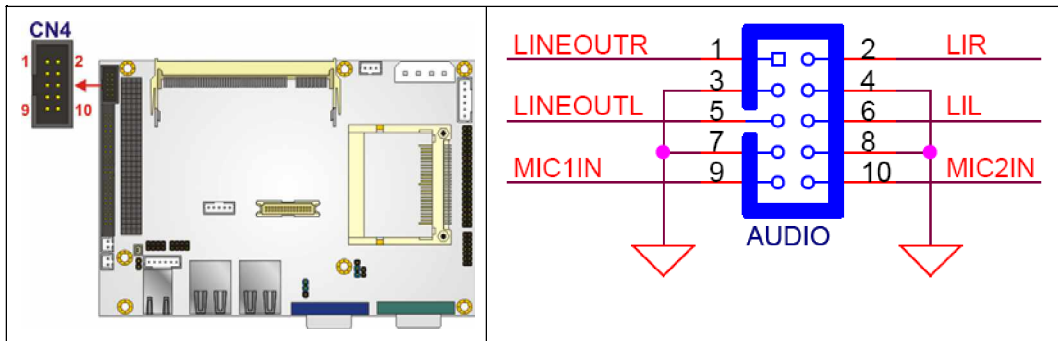 CN4
1 2
9 10
LINEOUTR 1 2 LIR
3 4
LINEOUTL 5 6 LIL
7 8
MIC1IN 9 10 MIC2IN
AUDIO